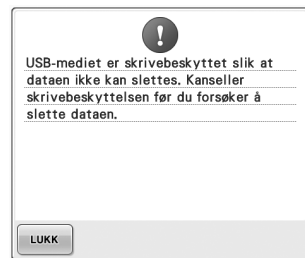 USB-mediet er skrivebeskyttet slik at
dataen ikke kan slettes. Kanseller
skrivebeskyttelsen før du forsøker å
slette dataen.
LUKK